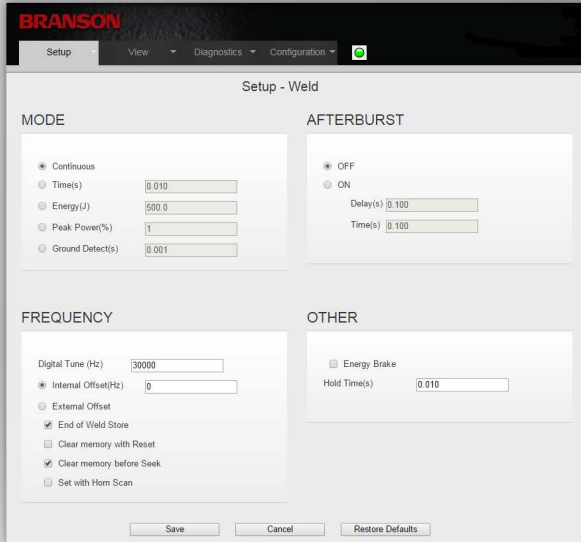 BRANSON
Setup View Diagnostics Configuration
Setup - Weld
MODE
Continuous
Time(s) 0.010
Energy(J) 500.0
Peak Power(%) 1
Ground Detect(s) 0.001
AFTERBURST
OFF
ON
Delay(s) 0.100
Time(s) 0.100
FREQUENCY
Digital Tune (Hz) 30000
Internal Offset(Hz) 0
External Offset
End of Weld Store
Clear memory with Reset
Clear memory before Seek
Set with Horn Scan
OTHER
Energy Brake
Hold Time(s) 0.010
Save Cancel Restore Defaults